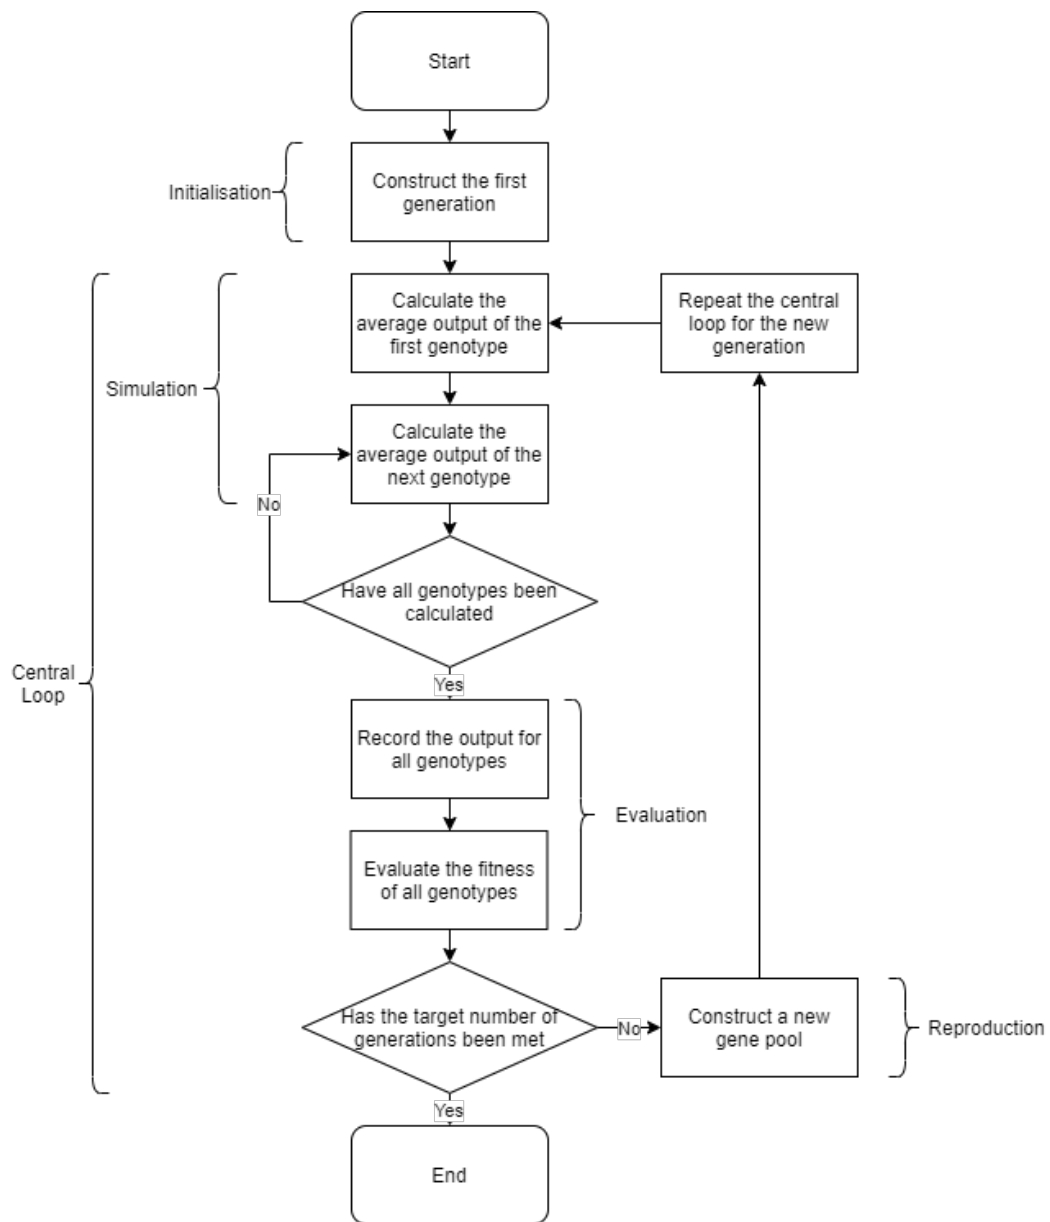 Start
Initialisation
Construct the first
generation
Calculate the
average output of the
first genotype
Repeat the central
loop for the new
generation
Simulation
Calculate the
average output of the
next genotype
No
Have all genotypes been
calculated
Yes
Central
Loop
Record the output for
all genotypes
Evaluation
Evaluate the fitness
of all genotypes
Has the target number of
generations been met
No
Construct a new
gene pool
Reproduction
Yes
End